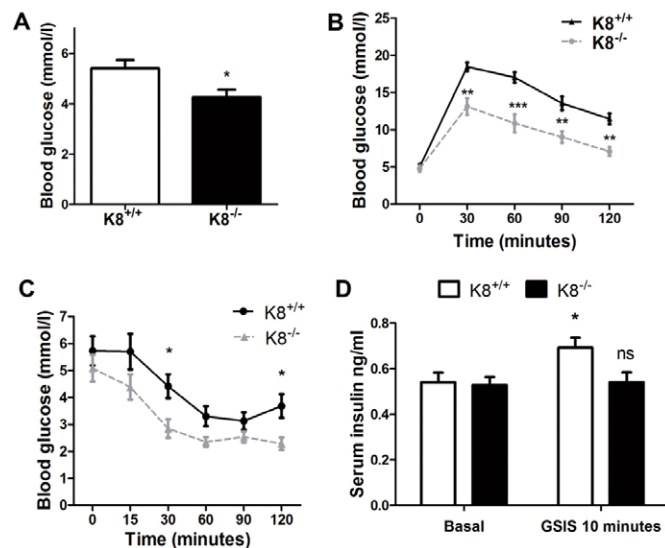 A
Blood glucose (mmol/l)
6
4
2
0
*
K8+/+
K8-/-
B
Blood glucose (mmol/l)
25
20
15
10
5
0
K8+/+
K8-/-
**
***
**
**
0 30 60 90 120
Time (minutes)
C
Blood glucose (mmol/l)
7
6
5
4
3
2
1
0
K8+/+
K8-/-
*
*
0 15 30 60 90 120
Time (minutes)
D
K8+/+ K8-/-
Serum insulin ng/ml
0.8
0.6
0.4
0.2
0.0
*
ns
Basal
GSIS 10 minutes